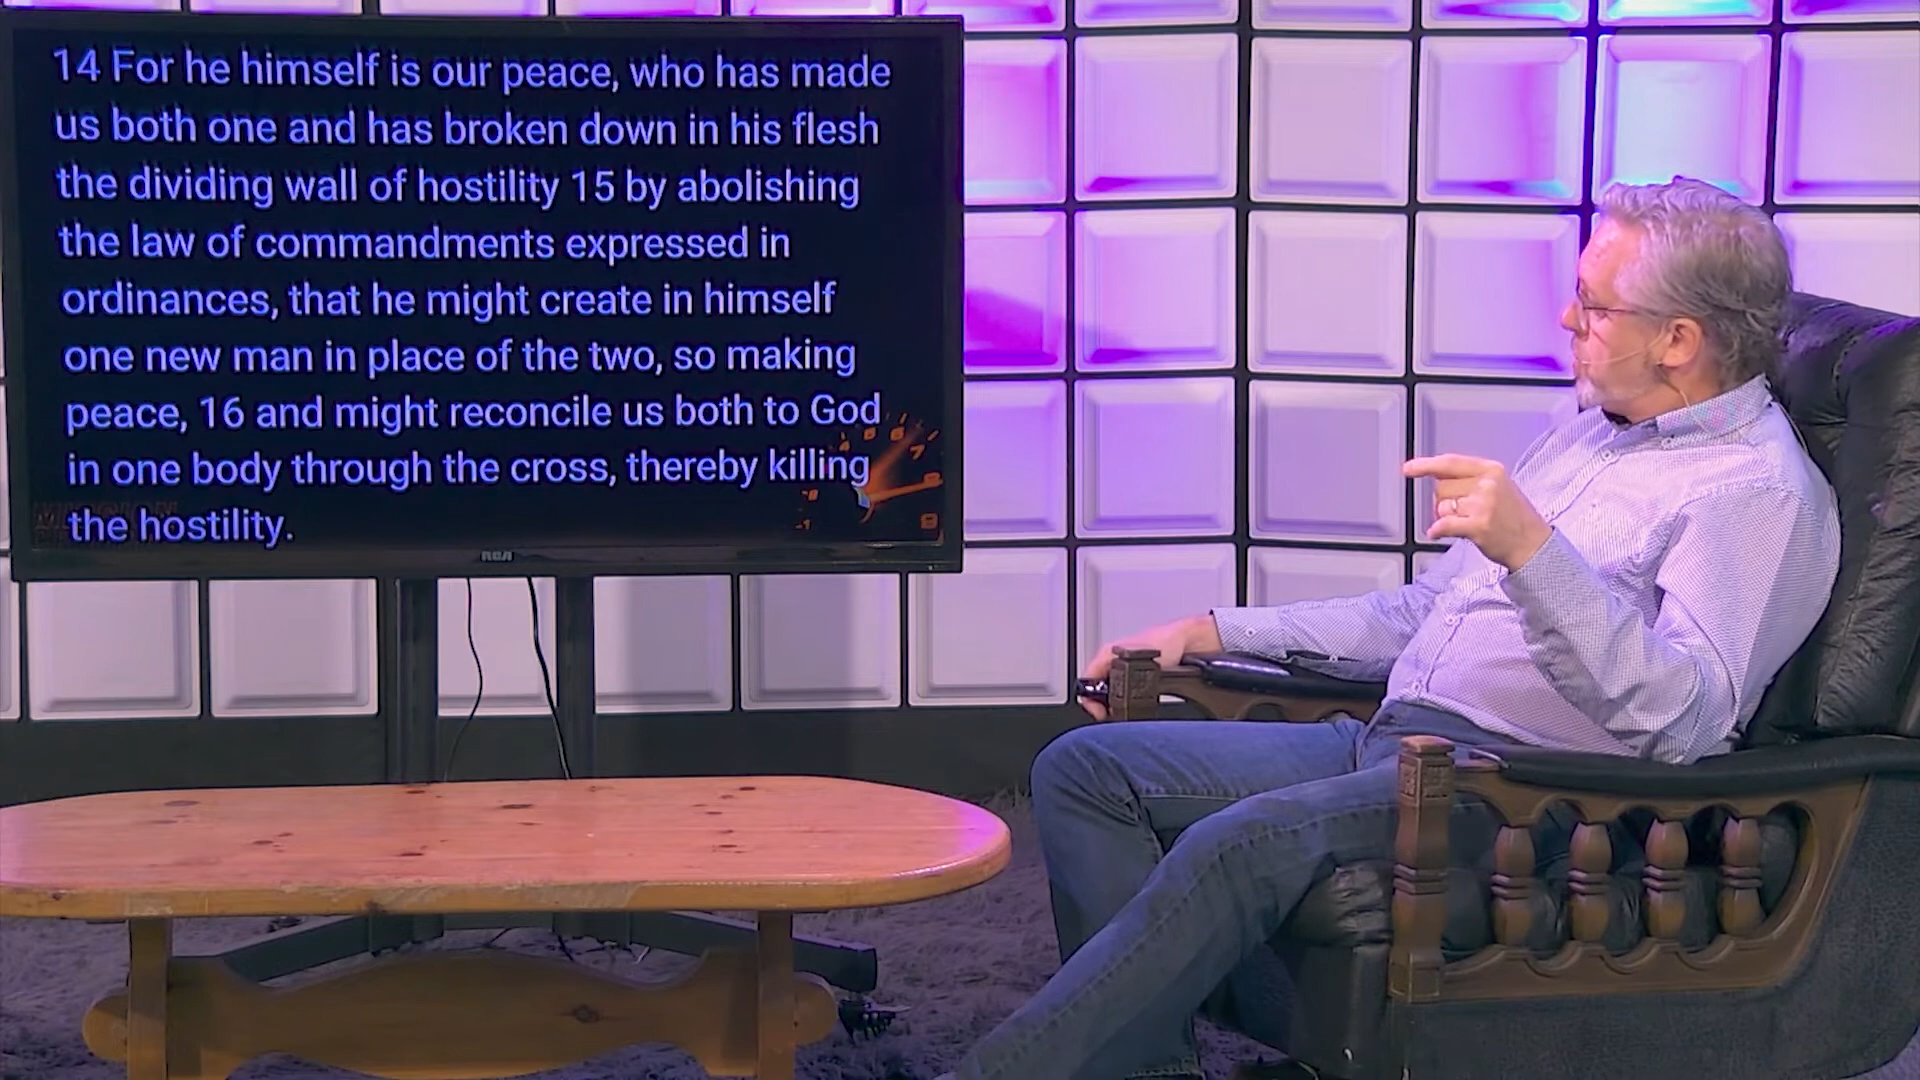 14 For he himself is our peace, who has made
us both one and has broken down in his flesh
the dividing wall of hostility 15 by abolishing
the law of commandments expressed in
ordinances, that he might create in himself
one new man in place of the two, so making
peace, 16 and might reconcile us both to God
in one body through the cross, thereby killing
the hostility.
7
RCA